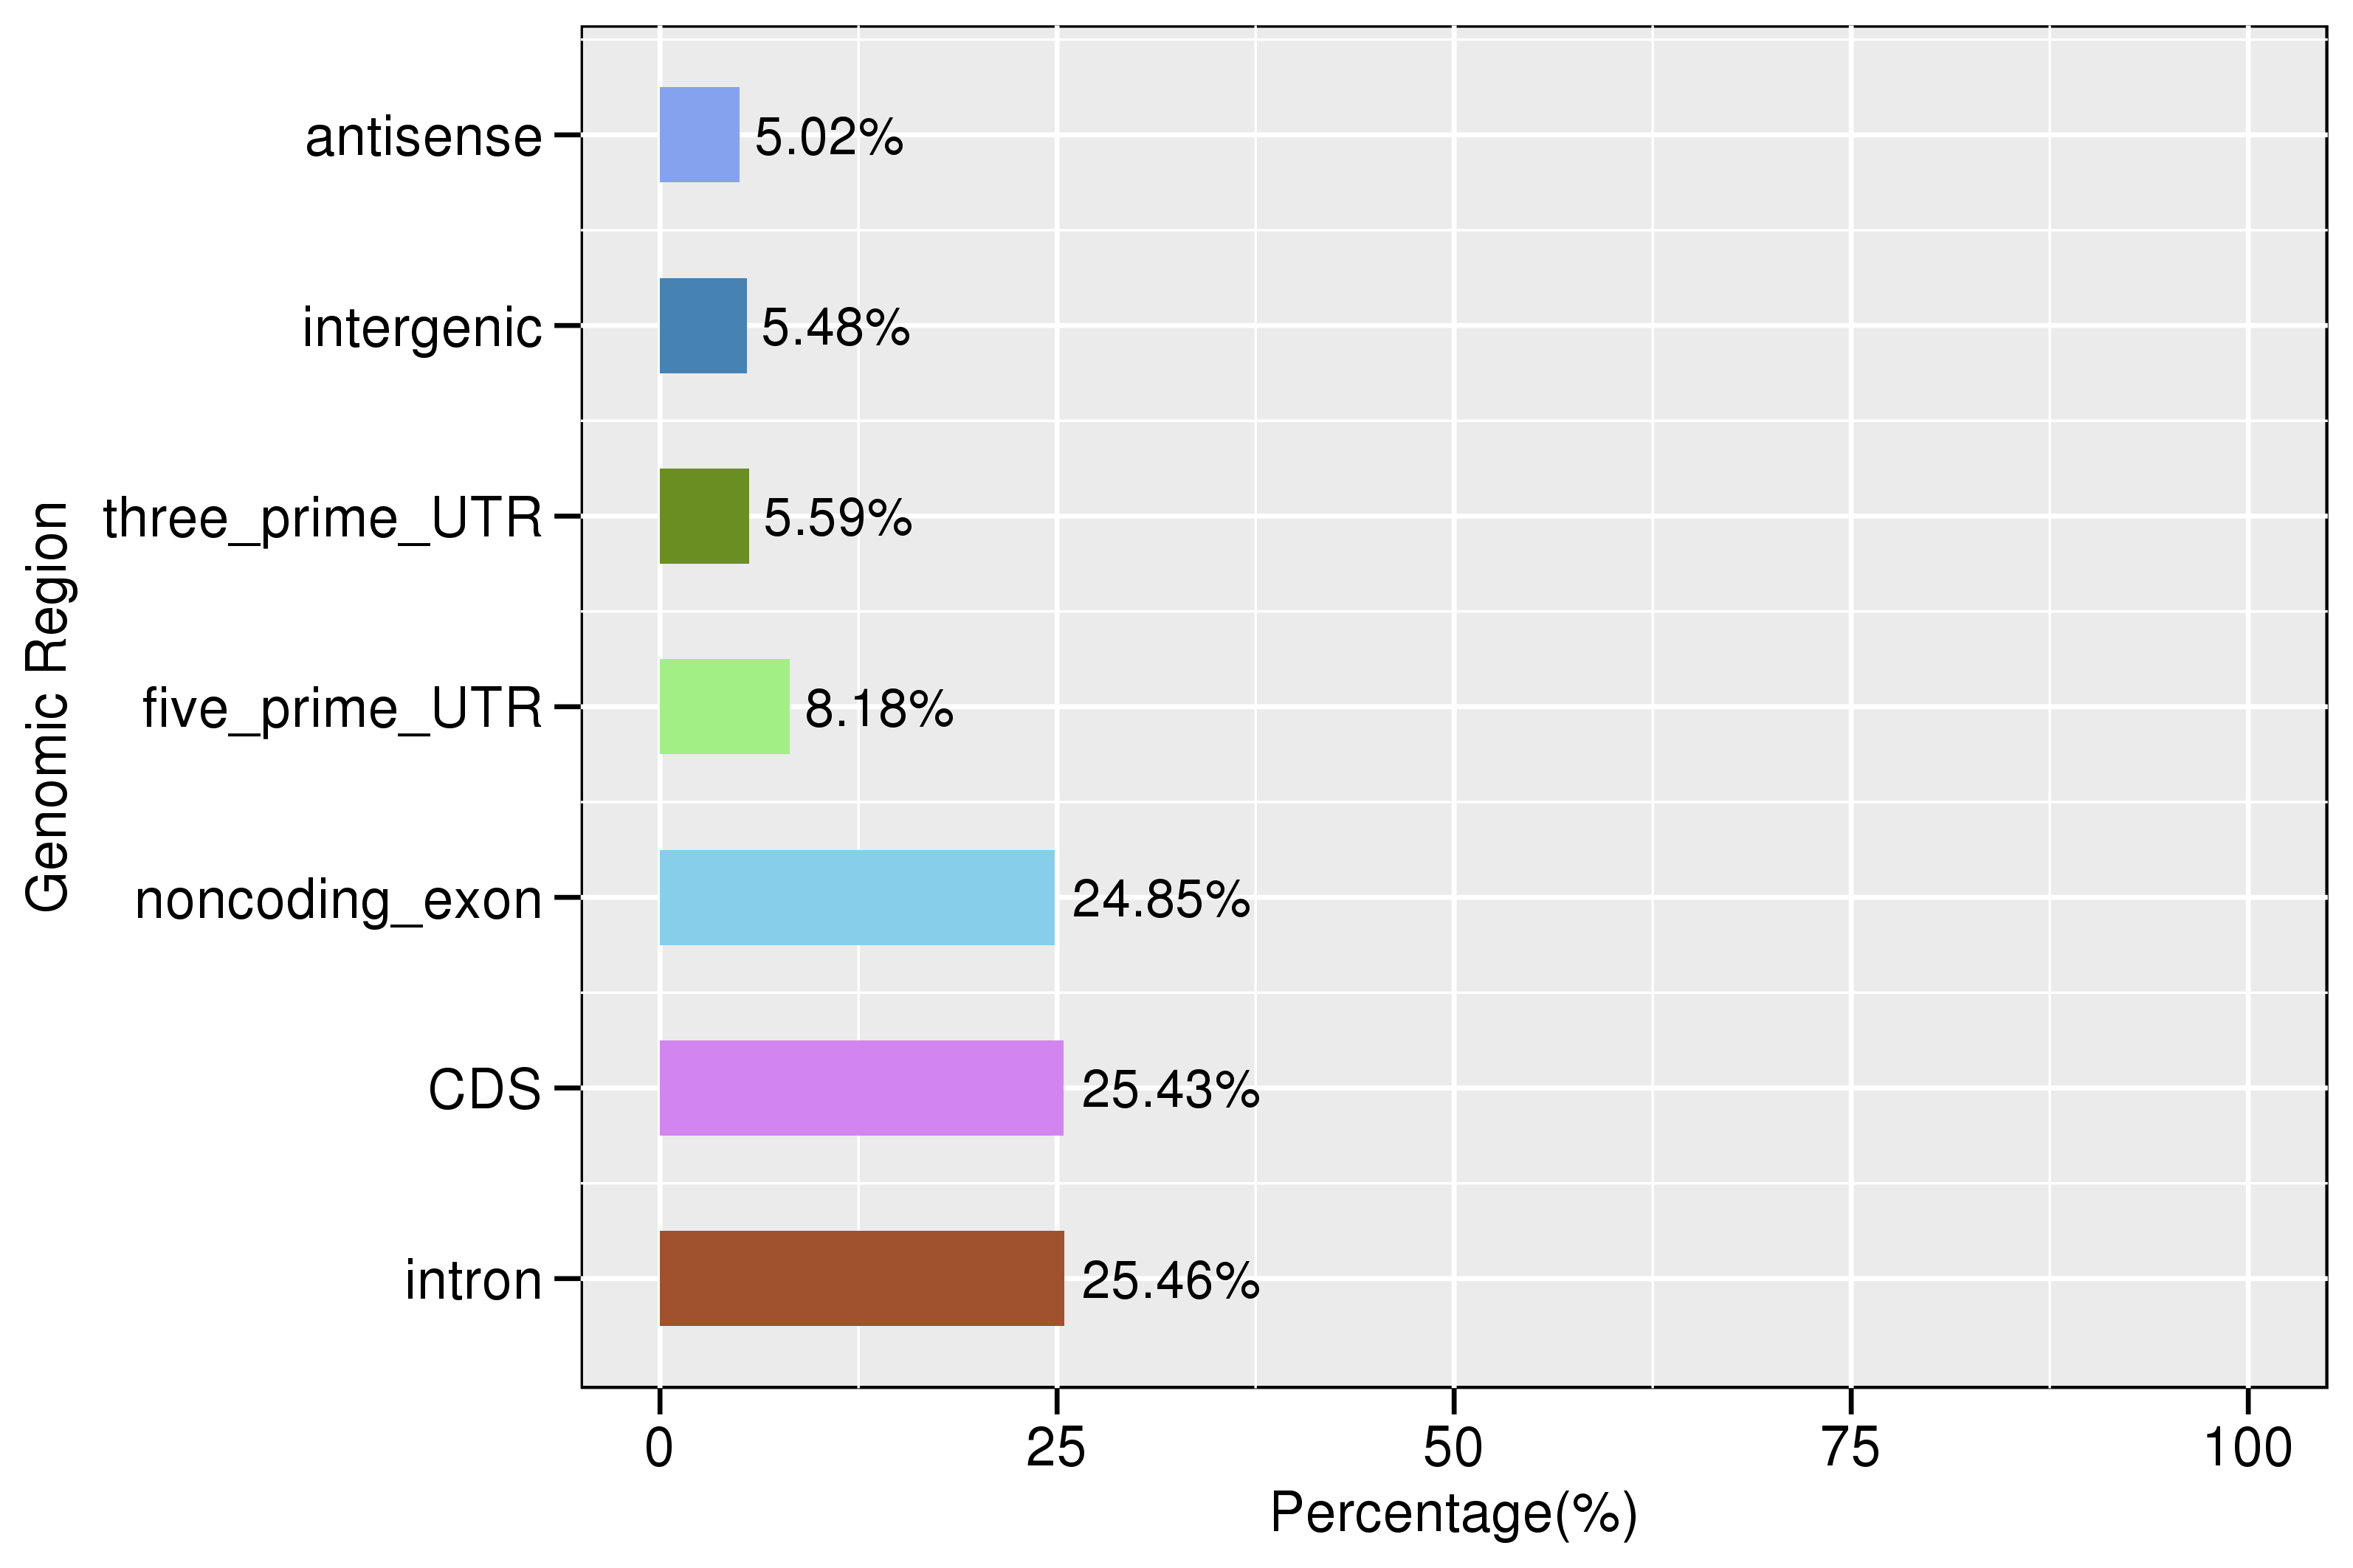 Genomic Region
antisense 5.02%
intergenic 5.48%
three_prime_UTR 5.59%
five_prime_UTR 8.18%
noncoding_exon 24.85%
CDS 25.43%
intron 25.46%
0 25 50 75 100
Percentage(%)